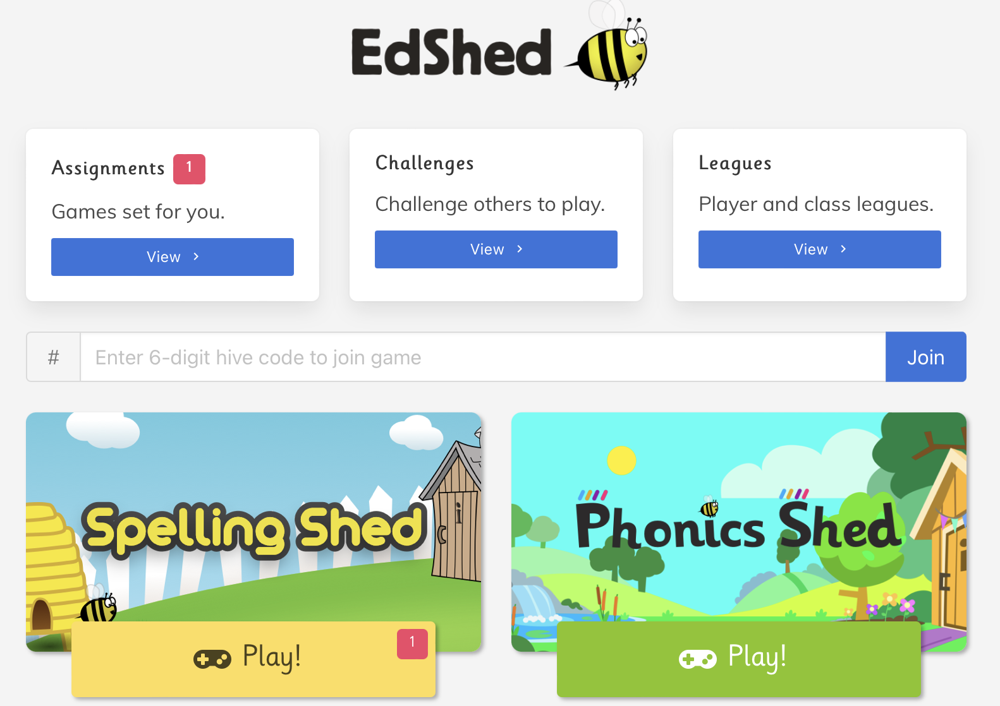 EdShed
Assignments 1
Games set for you.
View
Challenges
Challenge others to play.
View
Leagues
Player and class leagues.
View
# Enter 6-digit hive code to join game Join
Spelling Shed
Play! 1
Phonics Shed
Play!